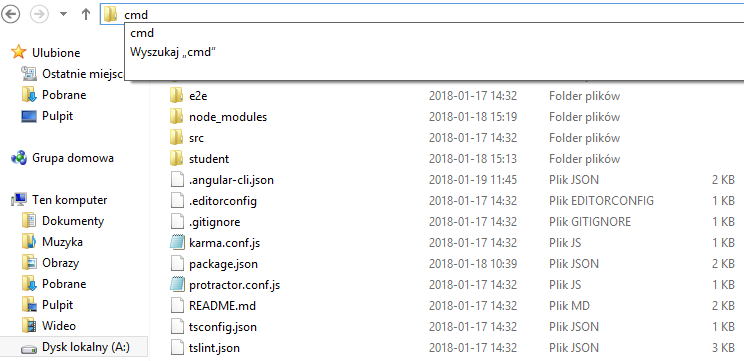 cmd
cmd
Wyszukaj „cmd”
Ulubione
Ostatnie miejsc
Pobrane
Pulpit
Grupa domowa
Ten komputer
Dokumenty
Muzyka
Obrazy
Pobrane
Pulpit
Wideo
Dysk lokalny (A:)
e2e 2018-01-17 14:32 Folder plików
node_modules 2018-01-18 15:19 Folder plików
src 2018-01-17 14:32 Folder plików
student 2018-01-18 15:13 Folder plików
.angular-cli.json 2018-01-19 11:45 Plik JSON 2 KB
.editorconfig 2018-01-17 14:32 Plik EDITORCONFIG 1 KB
.gitignore 2018-01-17 14:32 Plik GITIGNORE 1 KB
karma.conf.js 2018-01-17 14:32 Plik JS 1 KB
package.json 2018-01-18 10:39 Plik JSON 2 KB
protractor.conf.js 2018-01-17 14:32 Plik JS 1 KB
README.md 2018-01-17 14:32 Plik MD 2 KB
tsconfig.json 2018-01-17 14:32 Plik JSON 1 KB
tslint.json 2018-01-17 14:32 Plik JSON 3 KB